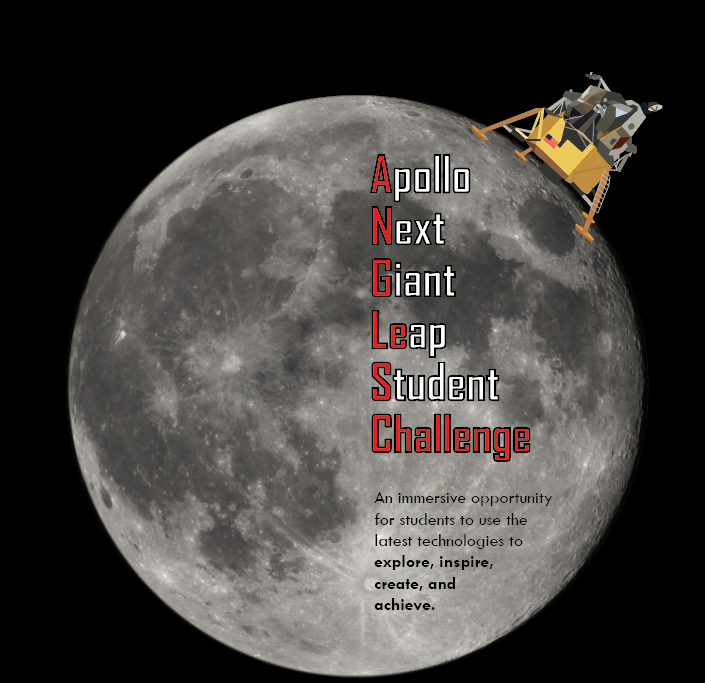 Apollo
Next
Giant
Leap
Student
Challenge
An immersive opportunity
for students to use the
latest technologies to
explore, inspire,
create, and
achieve.